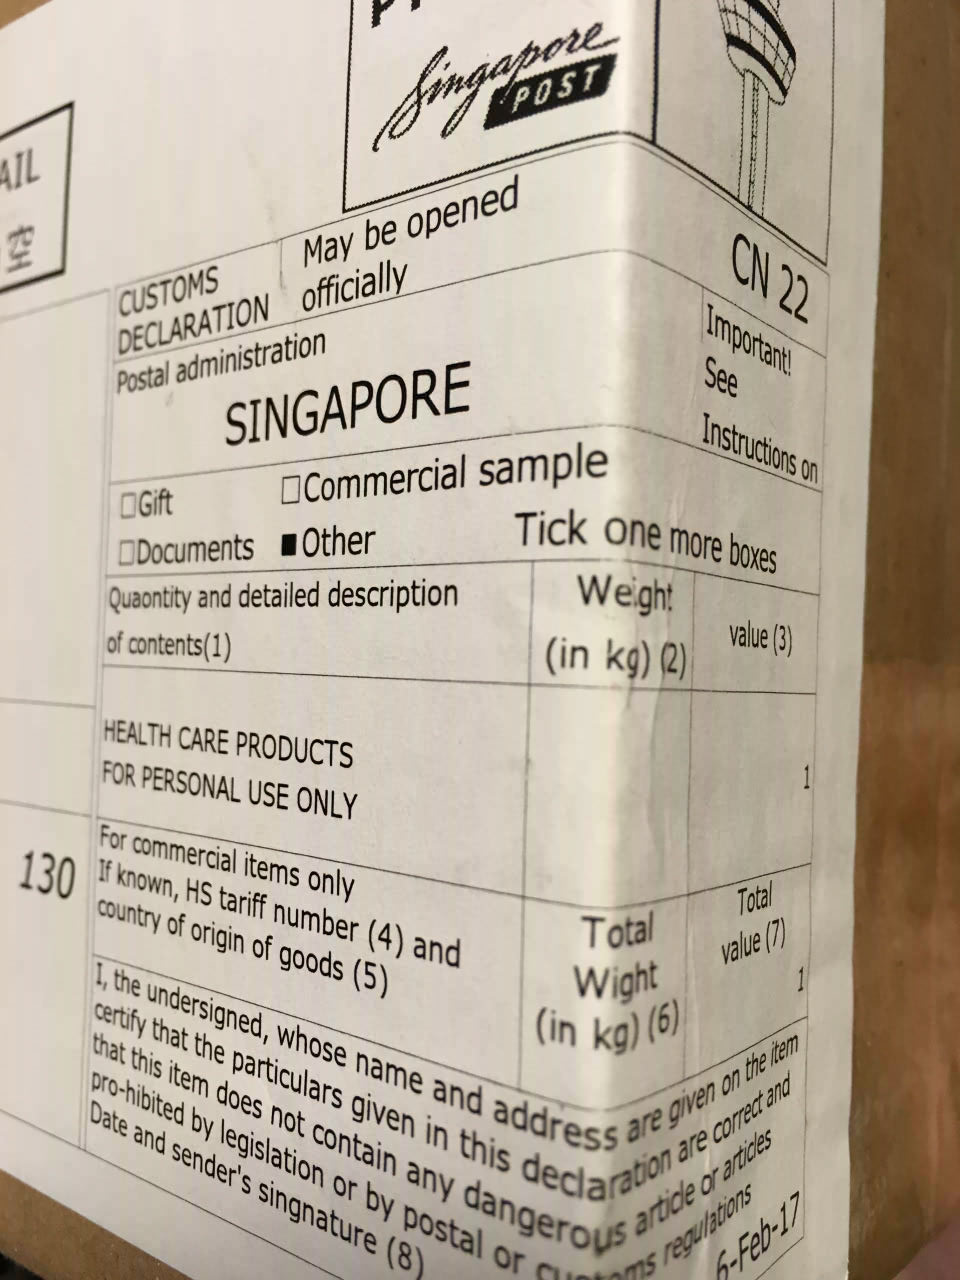 AIL
空
Singapore
POST
CUSTOMS
DECLARATION
May be opened
officially
CN 22
Postal administration
SINGAPORE
Important!
See
Instructions on
□Gift □Commercial sample
□Documents ■Other Tick one more boxes
Quaontity and detailed description
of contents(1)
Weight
(in kg) (2)
value (3)
HEALTH CARE PRODUCTS
FOR PERSONAL USE ONLY
1
130
For commercial items only
If known, HS tariff number (4) and
country of origin of goods (5)
Total
Wight
(in kg) (6)
Total
value (7)
1
I, the undersigned, whose name and address are given on the item
certify that the particulars given in this declaration are correct and
that this item does not contain any dangerous article or articles
pro-hibited by legislation or by postal or customs regulations
Date and sender's singnature (8)
6-Feb-17